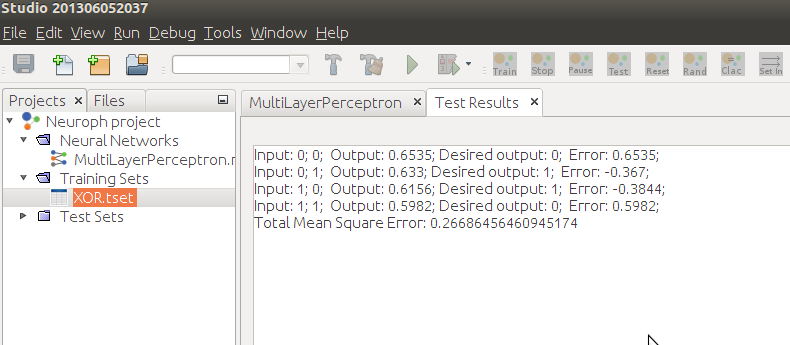 Studio 201306052037
File Edit View Run Debug Tools Window Help
Train Stop Pause Test Reset Rand Clac Set In
Projects Files
MultiLayerPerceptron Test Results
Neuroph project
Neural Networks
MultiLayerPerceptron.n
Training Sets
XOR.tset
Test Sets
Input: 0; 0; Output: 0.6535; Desired output: 0; Error: 0.6535;
Input: 0; 1; Output: 0.633; Desired output: 1; Error: -0.367;
Input: 1; 0; Output: 0.6156; Desired output: 1; Error: -0.3844;
Input: 1; 1; Output: 0.5982; Desired output: 0; Error: 0.5982;
Total Mean Square Error: 0.26686456460945174